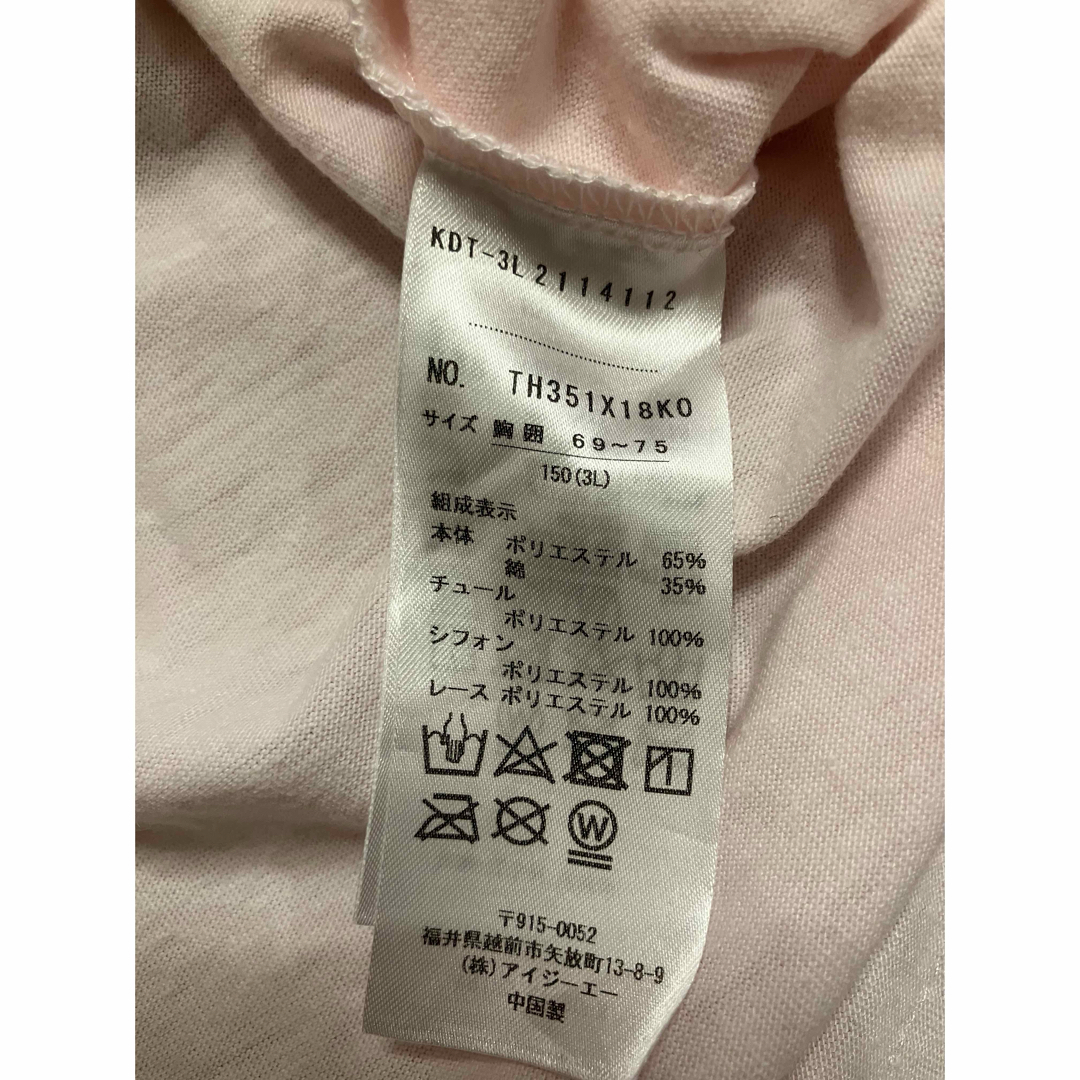 KDT-3L 2114112
NO. TH351X18KO
サイズ 胸囲 69~75
150(3L)
組成表示
本体 ポリエステル 65%
綿 35%
チュール
ポリエステル 100%
シフォン
ポリエステル 100%
レース ポリエステル 100%
W
〒915-0052
福井県越前市矢放町13-8-9
(株)アイジーエー
中国製